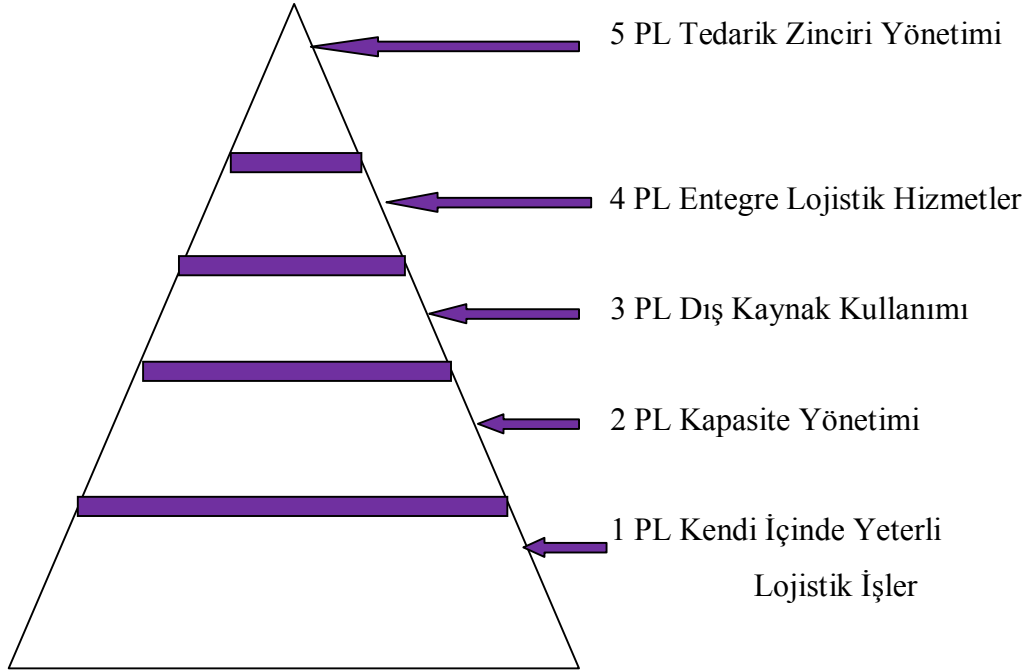 5 PL Tedarik Zinciri Yönetimi
4 PL Entegre Lojistik Hizmetler
3 PL Dış Kaynak Kullanımı
2 PL Kapasite Yönetimi
1 PL Kendi İçinde Yeterli
Lojistik İşler